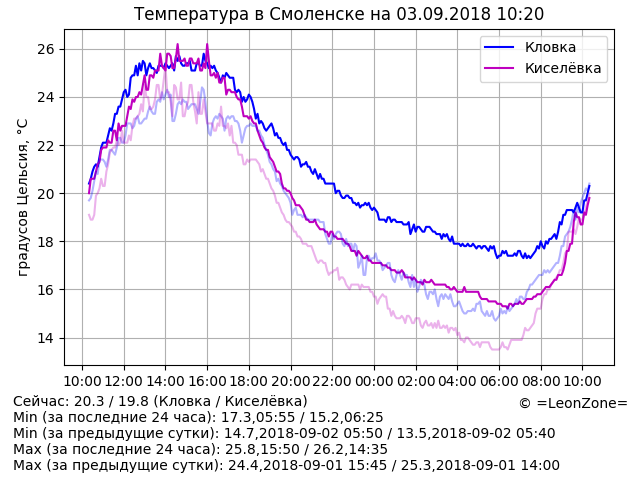 Температура в Смоленске на 03.09.2018 10:20
градусов Цельсия, °C
26
24
22
20
18
16
14
Кловка
Киселёвка
10:00 12:00 14:00 16:00 18:00 20:00 22:00 00:00 02:00 04:00 06:00 08:00 10:00
Сейчас: 20.3 / 19.8 (Кловка / Киселёвка)
© =LeonZone=
Min (за последние 24 часа): 17.3,05:55 / 15.2,06:25
Min (за предыдущие сутки): 14.7,2018-09-02 05:50 / 13.5,2018-09-02 05:40
Max (за последние 24 часа): 25.8,15:50 / 26.2,14:35
Max (за предыдущие сутки): 24.4,2018-09-01 15:45 / 25.3,2018-09-01 14:00